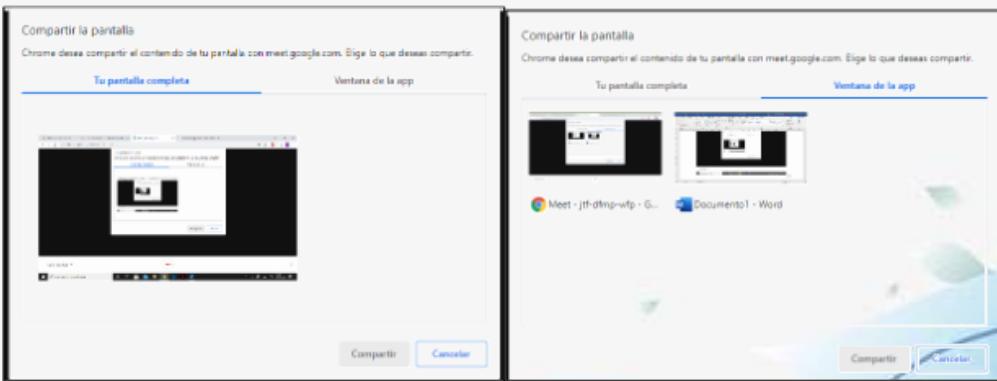 Compartir la pantalla
Chrome desea compartir el contenido de tu pantalla con meet.google.com. Elige lo que deseas compartir.
Tu pantalla completa
Ventana de la app
Compartir
Cancelar
Compartir la pantalla
Chrome desea compartir el contenido de tu pantalla con meet.google.com. Elige lo que deseas compartir.
Tu pantalla completa
Ventana de la app
Meet - jtf-dfmp-wfp - G...
Documento1 - Word
Compartir
Cancelar